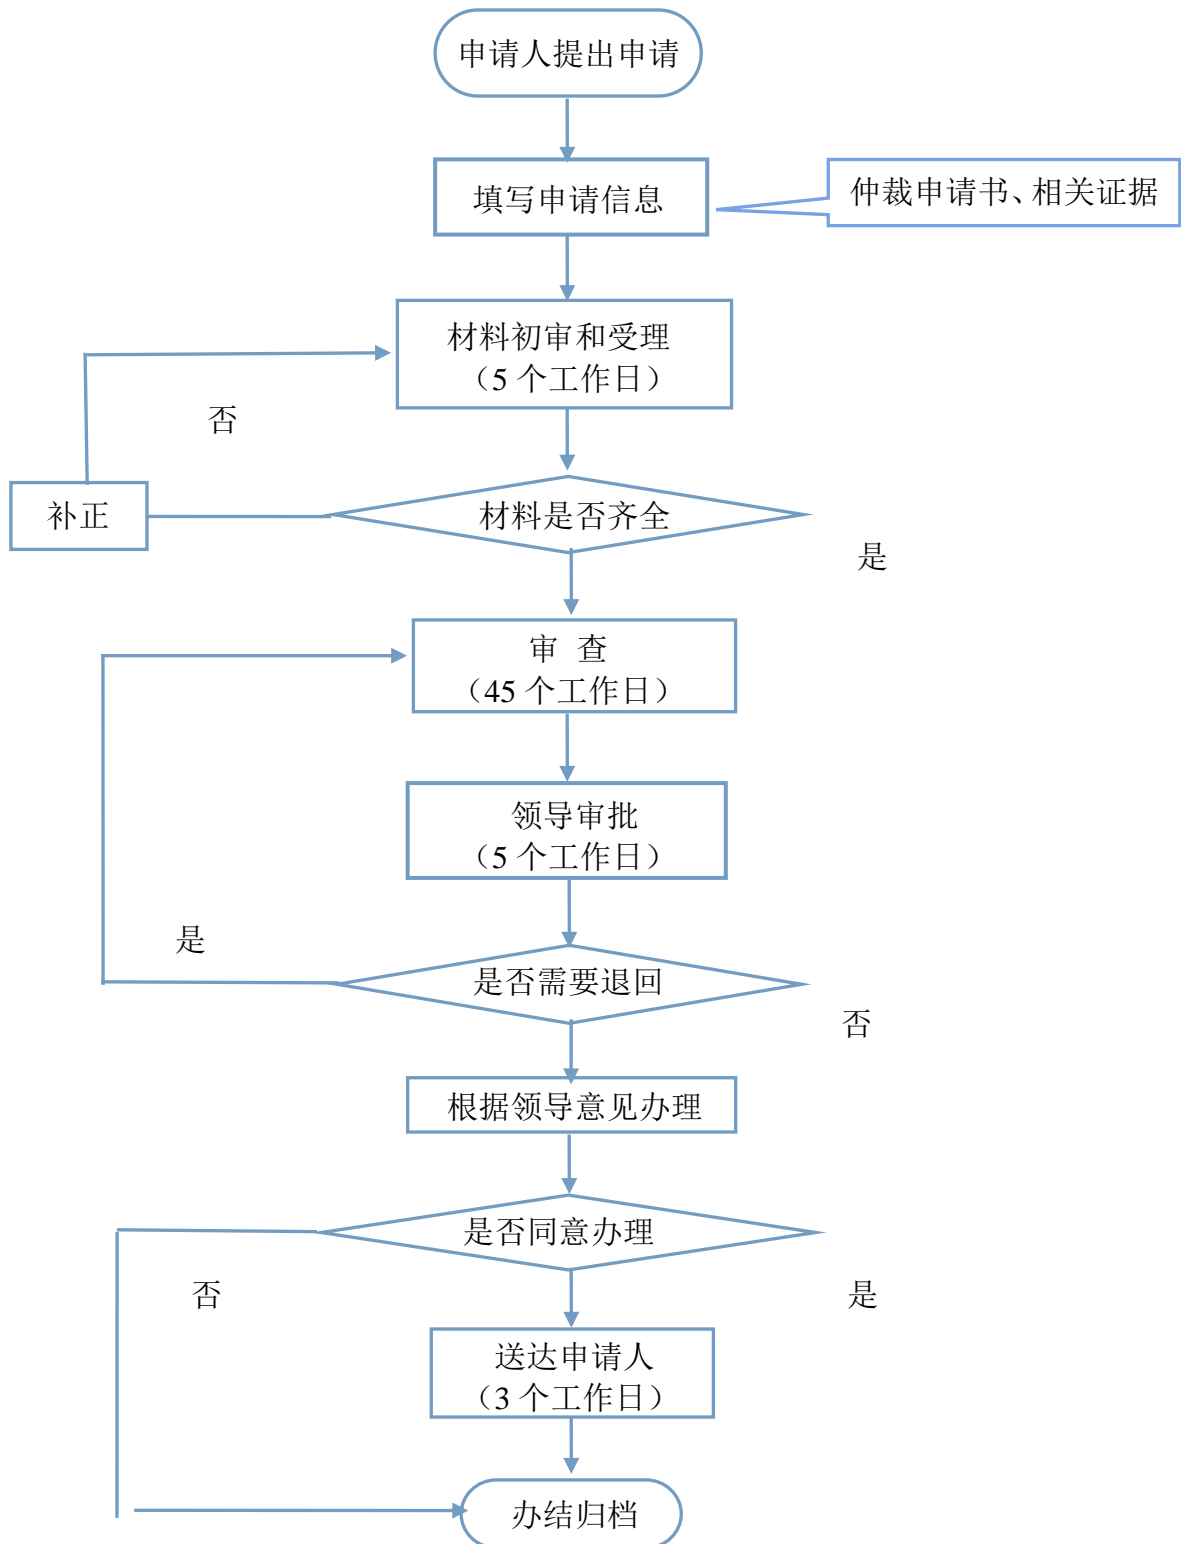 申请人提出申请
填写申请信息
仲裁申请书、相关证据
材料初审和受理
（5 个工作日）
否
补正
材料是否齐全
是
审 查
（45 个工作日）
领导审批
（5 个工作日）
是
是否需要退回
否
根据领导意见办理
是否同意办理
否
是
送达申请人
（3 个工作日）
办结归档